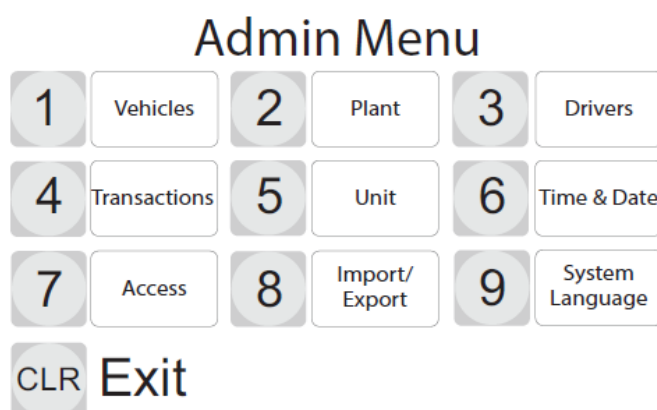 Admin Menu
1 Vehicles 2 Plant 3 Drivers
4 Transactions 5 Unit 6 Time & Date
7 Access 8 Import/
Export 9 System
Language
CLR Exit